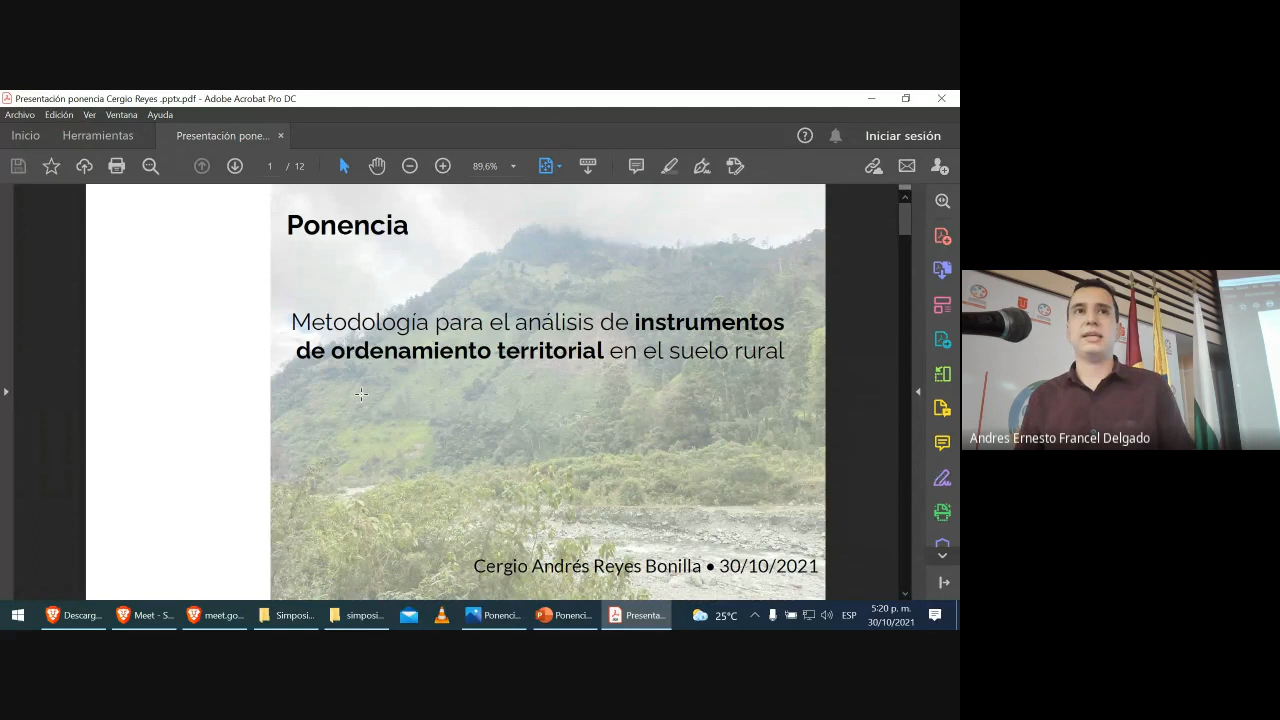 Presentación ponencia Cergio Reyes .pptx.pdf - Adobe Acrobat Pro DC
Archivo Edición Ver Ventana Ayuda
Inicio Herramientas Presentación pone... Iniciar sesión
1 / 12 89,6%
Ponencia
Metodología para el análisis de instrumentos
de ordenamiento territorial en el suelo rural
Cergio Andrés Reyes Bonilla • 30/10/2021
Andres Ernesto Francel Delgado
Descarg... Meet - S... meet.go... Simposi... simposi... Ponenci... Ponenci... Presenta... 25°C ESP 5:20 p. m.
30/10/2021